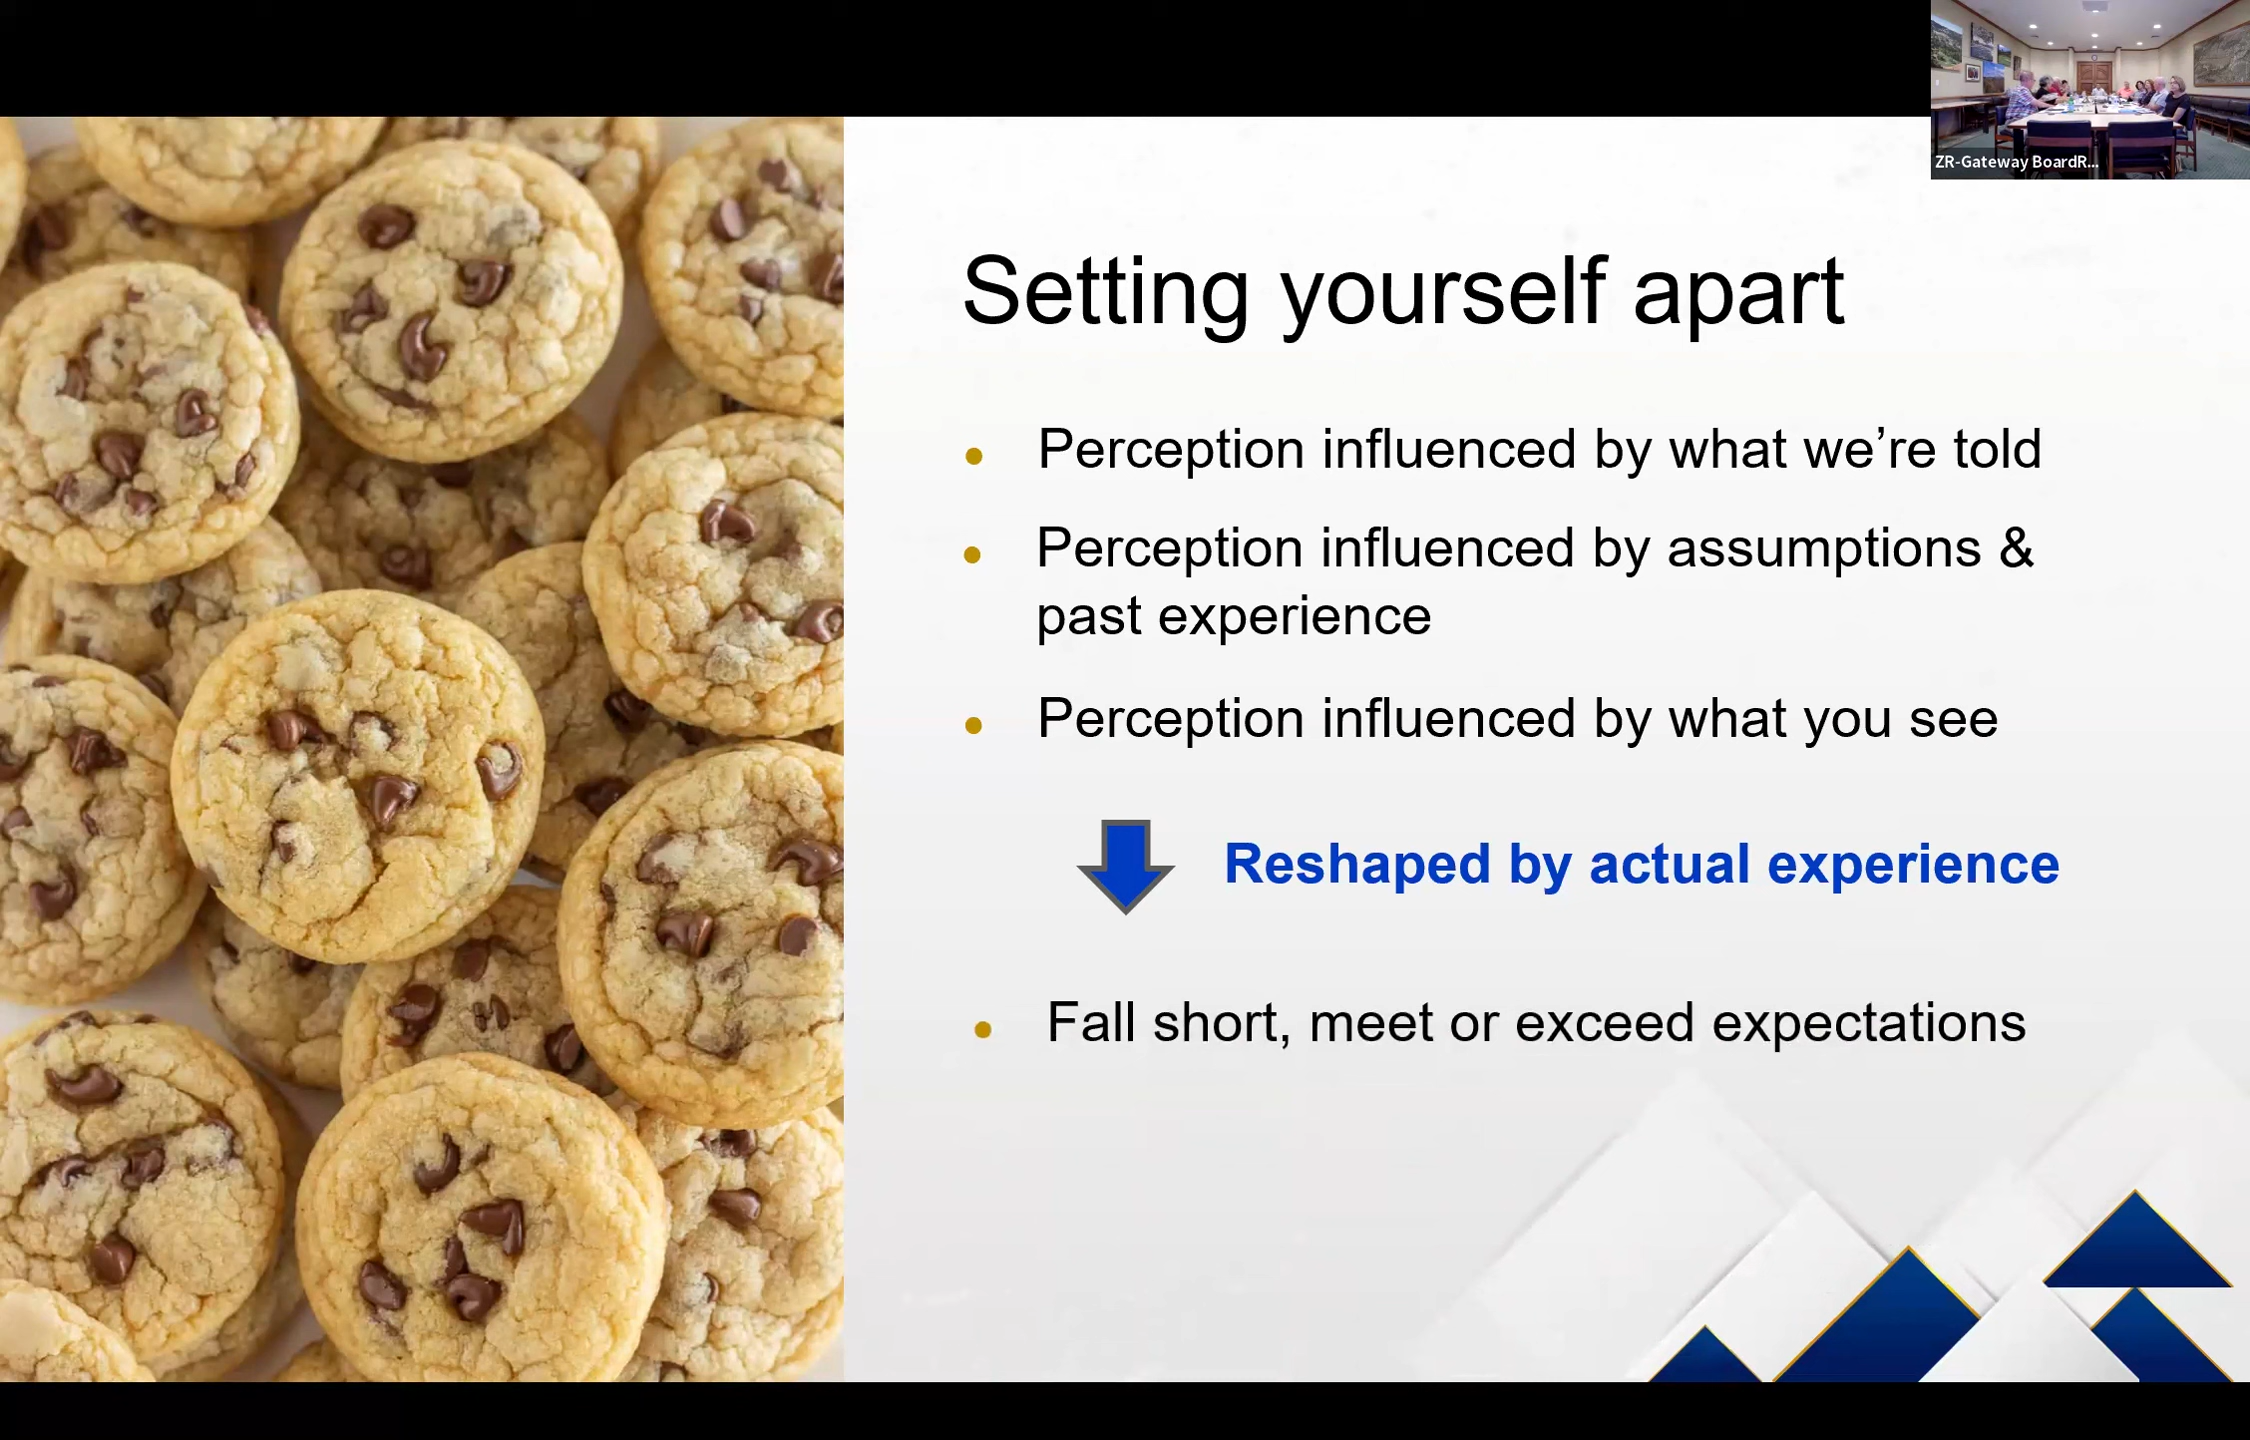 ZR-Gateway BoardR...
Setting yourself apart
Perception influenced by what we’re told
Perception influenced by assumptions &
past experience
Perception influenced by what you see
Reshaped by actual experience
Fall short, meet or exceed expectations